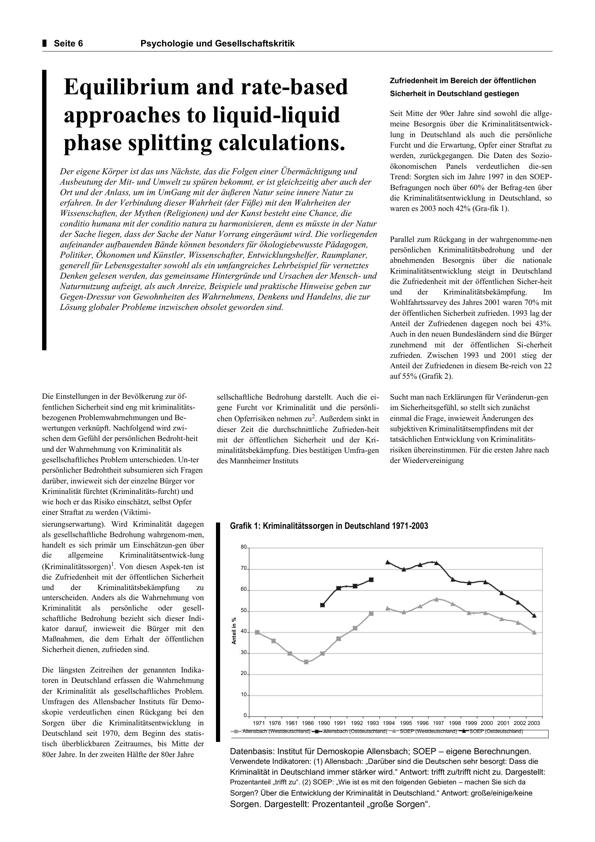 Seite 6
Psychologie und Gesellschaftskritik
Equilibrium and rate-based
approaches to liquid-liquid
phase splitting calculations.
Der eigene Körper ist das uns Nächste, das die Folgen einer Übermächtigung und
Ausbeutung der Mit- und Umwelt zu spüren bekommt, er ist gleichzeitig aber auch der
Ort und der Anlass, um im UmGang mit der äußeren Natur seine innere Natur zu
erfahren. In der Verbindung dieser Wahrheit (der Füße) mit den Wahrheiten der
Wissenschaften, der Mythen (Religionen) und der Kunst besteht eine Chance, die
conditio humana mit der conditio natura zu harmonisieren, denn es müsste in der Natur
der Sache liegen, dass der Sache der Natur Vorrang eingeräumt wird. Die vorliegenden
aufeinander aufbauenden Bände können besonders für ökologiebewusste Pädagogen,
Politiker, Ökonomen und Künstler, Wissenschafter, Entwicklungshelfer, Raumplaner,
generell für Lebensgestalter sowohl als ein umfangreiches Lehrbeispiel für vernetztes
Denken gelesen werden, das gemeinsame Hintergründe und Ursachen der Mensch- und
Naturnutzung aufzeigt, als auch Anreize, Beispiele und praktische Hinweise geben zur
Gegen-Dressur von Gewohnheiten des Wahrnehmens, Denkens und Handelns, die zur
Lösung globaler Probleme inzwischen obsolet geworden sind.
Zufriedenheit im Bereich der öffentlichen
Sicherheit in Deutschland gestiegen
Seit Mitte der 90er Jahre sind sowohl die allge-
meine Besorgnis über die Kriminalitätsentwick-
lung in Deutschland als auch die persönliche
Furcht und die Erwartung, Opfer einer Straftat zu
werden, zurückgegangen. Die Daten des Sozio-
ökonomischen Panels verdeutlichen die-sen
Trend: Sorgten sich im Jahre 1997 in den SOEP-
Befragungen noch über 60% der Befrag-ten über
die Kriminalitätsentwicklung in Deutschland, so
waren es 2003 noch 42% (Gra-fik 1).
Parallel zum Rückgang in der wahrgenomme-nen
persönlichen Kriminalitätsbedrohung und der
abnehmenden Besorgnis über die nationale
Kriminalitätsentwicklung steigt in Deutschland
die Zufriedenheit mit der öffentlichen Sicher-heit
und der Kriminalitätsbekämpfung. Im
Wohlfahrtssurvey des Jahres 2001 waren 70% mit
der öffentlichen Sicherheit zufrieden. 1993 lag der
Anteil der Zufriedenen dagegen noch bei 43%.
Auch in den neuen Bundesländern sind die Bürger
zunehmend mit der öffentlichen Si-cherheit
zufrieden. Zwischen 1993 und 2001 stieg der
Anteil der Zufriedenen in diesem Be-reich von 22
auf 55% (Grafik 2).
Die Einstellungen in der Bevölkerung zur öf-
fentlichen Sicherheit sind eng mit kriminalitäts-
bezogenen Problemwahrnehmungen und Be-
wertungen verknüpft. Nachfolgend wird zwi-
schen dem Gefühl der persönlichen Bedroht-heit
und der Wahrnehmung von Kriminalität als
gesellschaftliches Problem unterschieden. Un-ter
persönlicher Bedrohtheit subsumieren sich Fragen
darüber, inwieweit sich der einzelne Bürger vor
Kriminalität fürchtet (Kriminalitäts-furcht) und
wie hoch er das Risiko einschätzt, selbst Opfer
einer Straftat zu werden (Viktimi-
sierungserwartung). Wird Kriminalität dagegen
als gesellschaftliche Bedrohung wahrgenom-men,
handelt es sich primär um Einschätzun-gen über
die allgemeine Kriminalitätsentwick-lung
(Kriminalitätssorgen)1. Von diesen Aspek-ten ist
die Zufriedenheit mit der öffentlichen Sicherheit
und der Kriminalitätsbekämpfung zu
unterscheiden. Anders als die Wahrnehmung von
Kriminalität als persönliche oder gesell-
schaftliche Bedrohung bezieht sich dieser Indi-
kator darauf, inwieweit die Bürger mit den
Maßnahmen, die dem Erhalt der öffentlichen
Sicherheit dienen, zufrieden sind.
Die längsten Zeitreihen der genannten Indika-
toren in Deutschland erfassen die Wahrnehmung
der Kriminalität als gesellschaftliches Problem.
Umfragen des Allensbacher Instituts für Demo-
skopie verdeutlichen einen Rückgang bei den
Sorgen über die Kriminalitätsentwicklung in
Deutschland seit 1970, dem Beginn des statis-
tisch überblickbaren Zeitraumes, bis Mitte der
80er Jahre. In der zweiten Hälfte der 80er Jahre
sellschaftliche Bedrohung darstellt. Auch die ei-
gene Furcht vor Kriminalität und die persönli-
chen Opferrisiken nehmen zu2. Außerdem sinkt in
dieser Zeit die durchschnittliche Zufrieden-heit
mit der öffentlichen Sicherheit und der Kri-
minalitätsbekämpfung. Dies bestätigen Umfra-gen
des Mannheimer Instituts
Sucht man nach Erklärungen für Veränderun-gen
im Sicherheitsgefühl, so stellt sich zunächst
einmal die Frage, inwieweit Änderungen des
subjektiven Kriminalitätsempfindens mit der
tatsächlichen Entwicklung von Kriminalitäts-
risiken übereinstimmen. Für die ersten Jahre nach
der Wiedervereinigung
Grafik 1: Kriminalitätssorgen in Deutschland 1971-2003
Anteil in %
80
70
60
50
40
30
20
10
0
1971 1976 1981 1986 1990 1991 1992 1993 1994 1995 1996 1997 1998 1999 2000 2001 2002 2003
Allensbach (Westdeutschland) Allensbach (Ostdeutschland) SOEP (Westdeutschland) SOEP (Ostdeutschland)
Datenbasis: Institut für Demoskopie Allensbach; SOEP – eigene Berechnungen.
Verwendete Indikatoren: (1) Allensbach: „Darüber sind die Deutschen sehr besorgt: Dass die
Kriminalität in Deutschland immer stärker wird.“ Antwort: trifft zu/trifft nicht zu. Dargestellt:
Prozentanteil „trifft zu“. (2) SOEP: „Wie ist es mit den folgenden Gebieten – machen Sie sich da
Sorgen? Über die Entwicklung der Kriminalität in Deutschland.“ Antwort: große/einige/keine
Sorgen. Dargestellt: Prozentanteil „große Sorgen“.